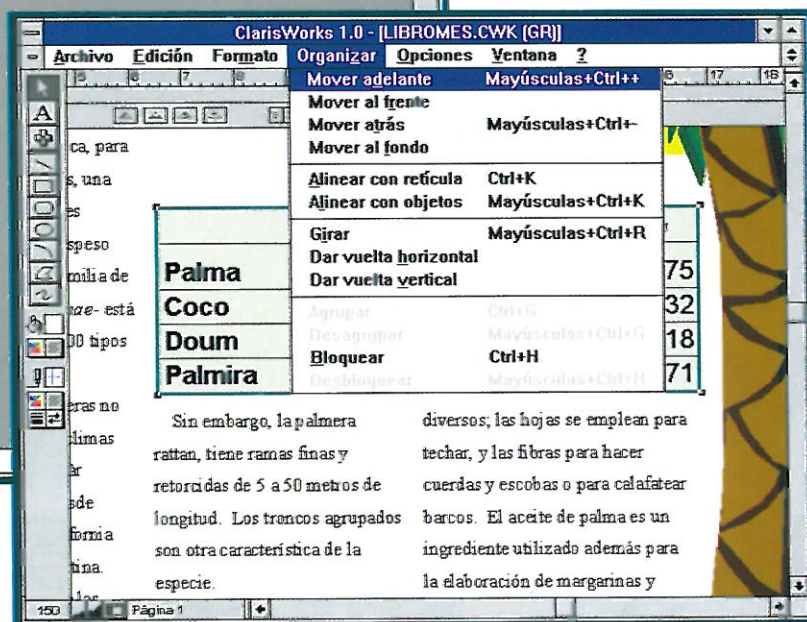 ClarisWorks 1.0 - [LIBROMES.CWK (GR)]
Archivo Edición Formato Organizar Opciones Ventana ?
5 6 7 8 16 17 18
Mover adelante Mayúsculas+Ctrl++
Mover al frente
Mover atrás Mayúsculas+Ctrl+-
Mover al fondo
Alinear con retícula Ctrl+K
Alinear con objetos Mayúsculas+Ctrl+K
Girar Mayúsculas+Ctrl+R
Dar vuelta horizontal
Dar vuelta vertical
Agrupar Ctrl+G
Desagrupar Mayúsculas+Ctrl+G
Bloquear Ctrl+H
Desbloquear Mayúsculas+Ctrl+H
A
ca, para
s, una
es
speso
milia de
está
00 tipos
eras no
climas
sde
fornia
tina.
Palma 75
Coco 32
Doum 18
Palmira 71
Sin embargo, la palmera
rattan, tiene ramas finas y
retorcidas de 5 a 50 metros de
longitud. Los troncos agrupados
son otra característica de la
especie.
diversos; las hojas se emplean para
techar, y las fibras para hacer
cuerdas y escobas o para calafatear
barcos. El aceite de palma es un
ingrediente utilizado además para
la elaboración de margarinas y
150 Página 1